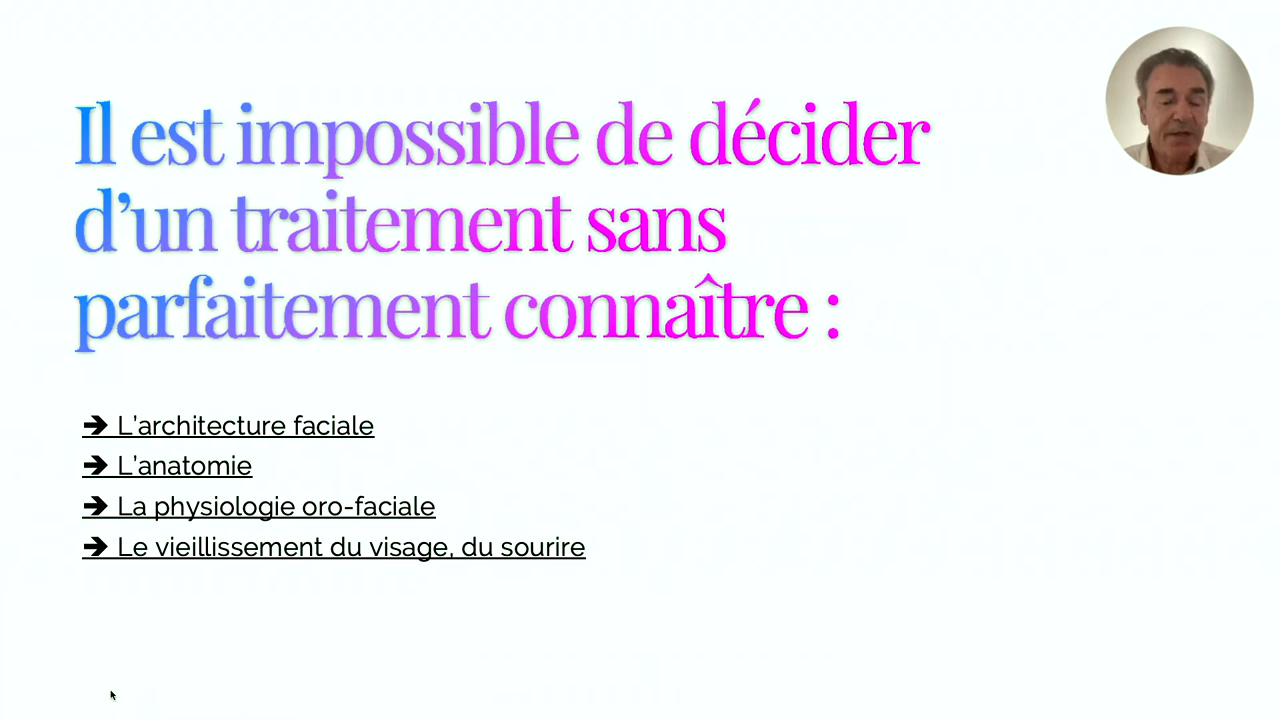 Il est impossible de décider
d’un traitement sans
parfaitement connaître :
➔ L’architecture faciale
➔ L’anatomie
➔ La physiologie oro-faciale
➔ Le vieillissement du visage, du sourire